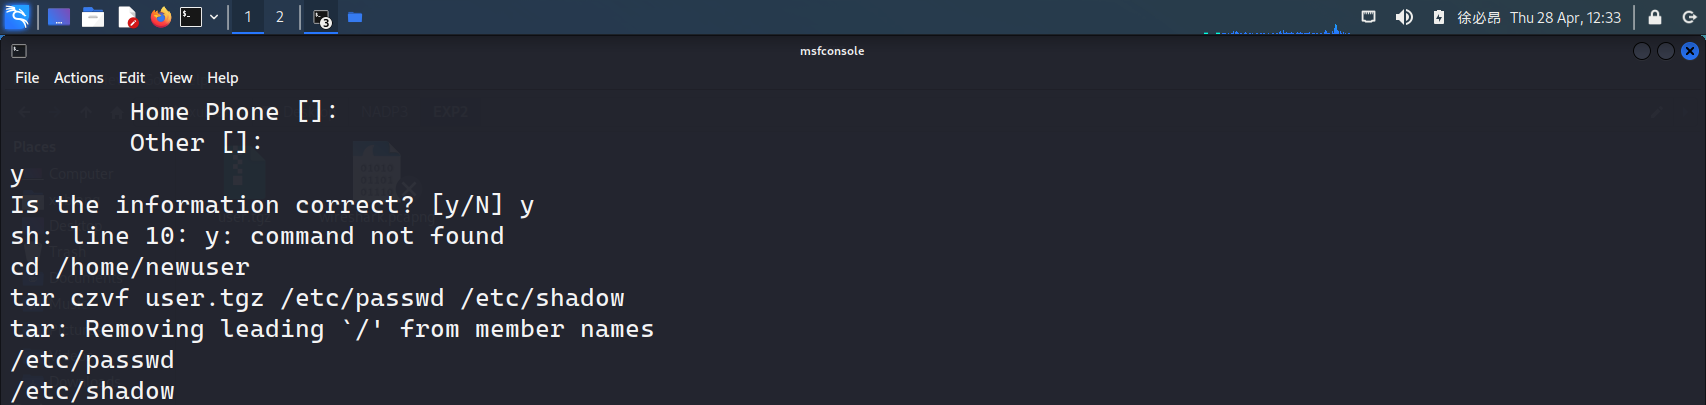 1 2 3 徐必昂 Thu 28 Apr, 12:33
msfconsole
File Actions Edit View Help
Home Phone []:
Other []:
y
Is the information correct? [y/N] y
sh: line 10: y: command not found
cd /home/newuser
tar czvf user.tgz /etc/passwd /etc/shadow
tar: Removing leading `/' from member names
/etc/passwd
/etc/shadow